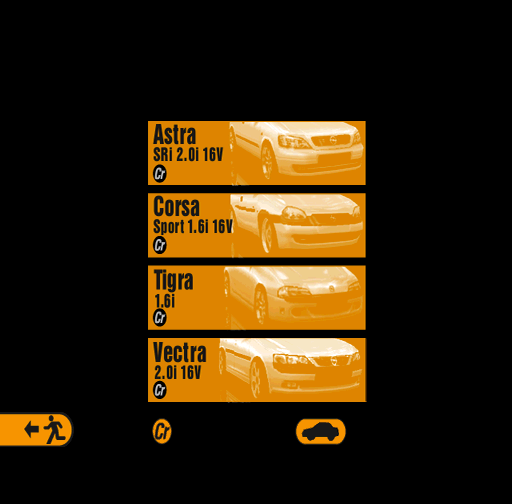 Astra
SRi 2.0i 16V
Cr
Corsa
Sport 1.6i 16V
Cr
Tigra
1.6i
Cr
Vectra
2.0i 16V
Cr
Cr